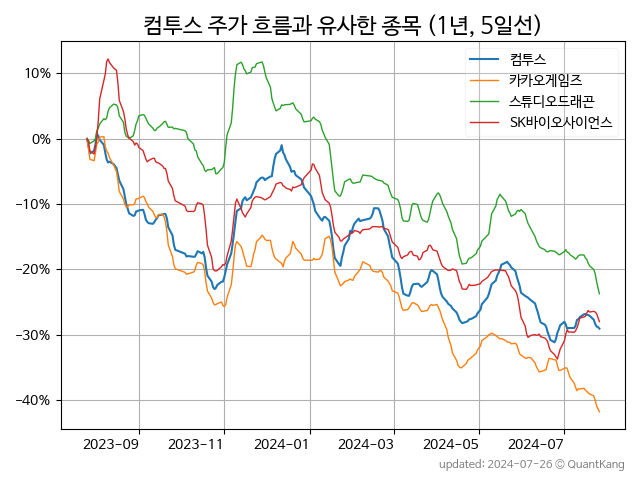 컴투스 주가 흐름과 유사한 종목 (1년, 5일선)
컴투스
카카오게임즈
스튜디오드래곤
SK바이오사이언스
10%
0%
−10%
−20%
−30%
−40%
2023-09
2023-11
2024-01
2024-03
2024-05
2024-07
updated: 2024-07-26 © QuantKang